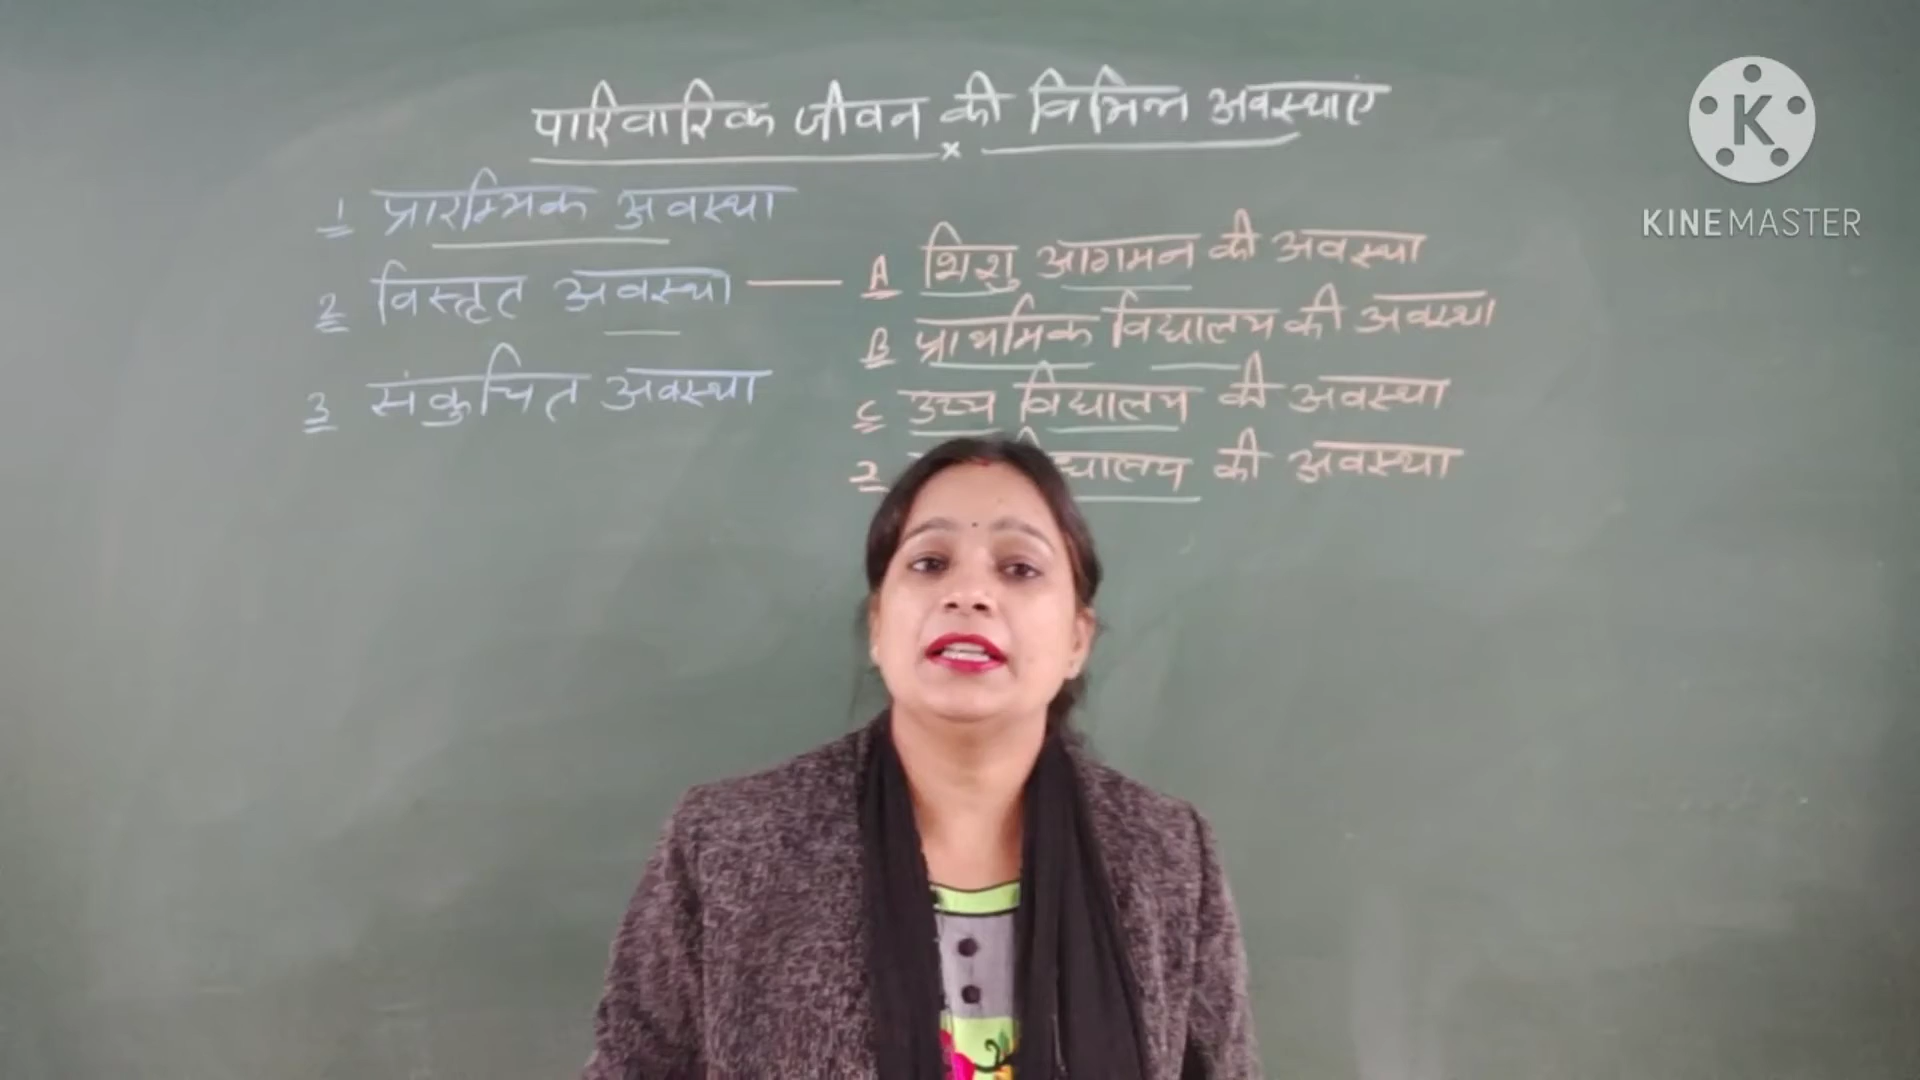 पारिवारिक जीवन की विभिन्न अवस्थाएं
1 प्रारम्भिक अवस्था
2 विस्तृत अवस्था
3 संकुचित अवस्था
A शिशु आगमन की अवस्था
B प्राथमिक विद्यालय की अवस्था
C उच्च विद्यालय की अवस्था
की अवस्था
K
KINEMASTER